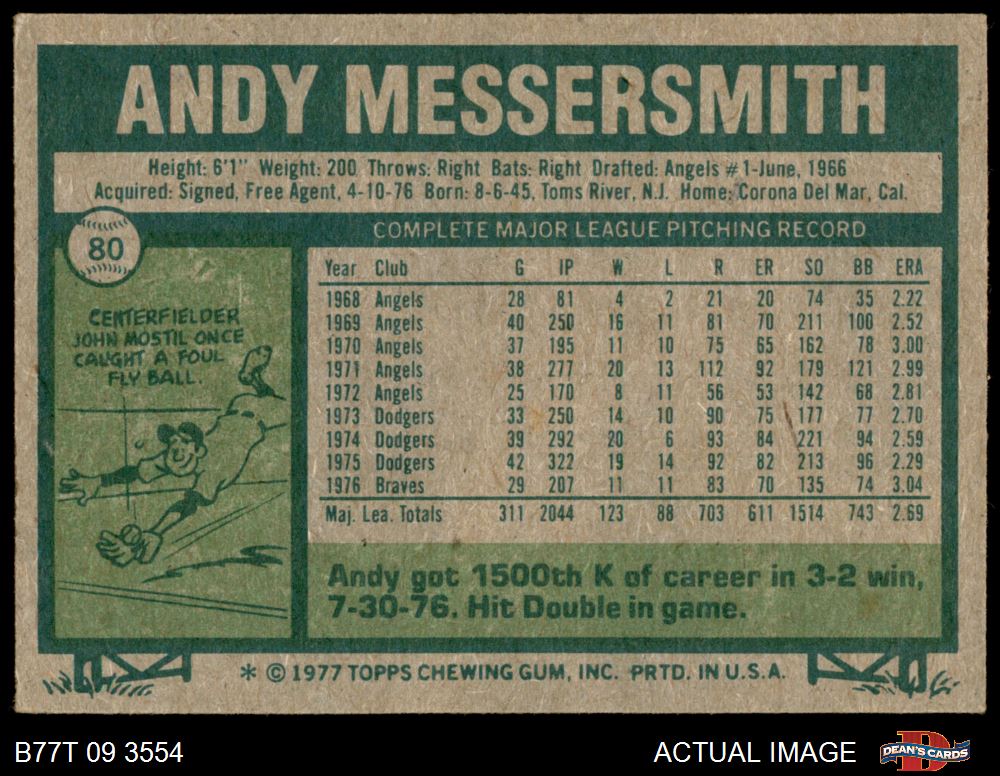 ANDY MESSERSMITH
Height: 6'1" Weight: 200 Throws: Right Bats: Right Drafted: Angels #1-June, 1966
Acquired: Signed, Free Agent, 4-10-76 Born: 8-6-45, Toms River, N.J. Home: Corona Del Mar, Cal.
80
CENTERFIELDER
JOHN MOSTIL ONCE
CAUGHT A FOUL
FLY BALL.
COMPLETE MAJOR LEAGUE PITCHING RECORD
Year Club G IP W L R ER SO BB ERA
1968 Angels 28 81 4 2 21 20 74 35 2.22
1969 Angels 40 250 16 11 81 70 211 100 2.52
1970 Angels 37 195 11 10 75 65 162 78 3.00
1971 Angels 38 277 20 13 112 92 179 121 2.99
1972 Angels 25 170 8 11 56 53 142 68 2.81
1973 Dodgers 33 250 14 10 90 75 177 77 2.70
1974 Dodgers 39 292 20 6 93 84 221 94 2.59
1975 Dodgers 42 322 19 14 92 82 213 96 2.29
1976 Braves 29 207 11 11 83 70 135 74 3.04
Maj. Lea. Totals 311 2044 123 88 703 611 1514 743 2.69
Andy got 1500th K of career in 3-2 win,
7-30-76. Hit Double in game.
* © 1977 TOPPS CHEWING GUM, INC. PRTD. IN U.S.A.
B77T 09 3554
ACTUAL IMAGE
DEAN'S CARDS